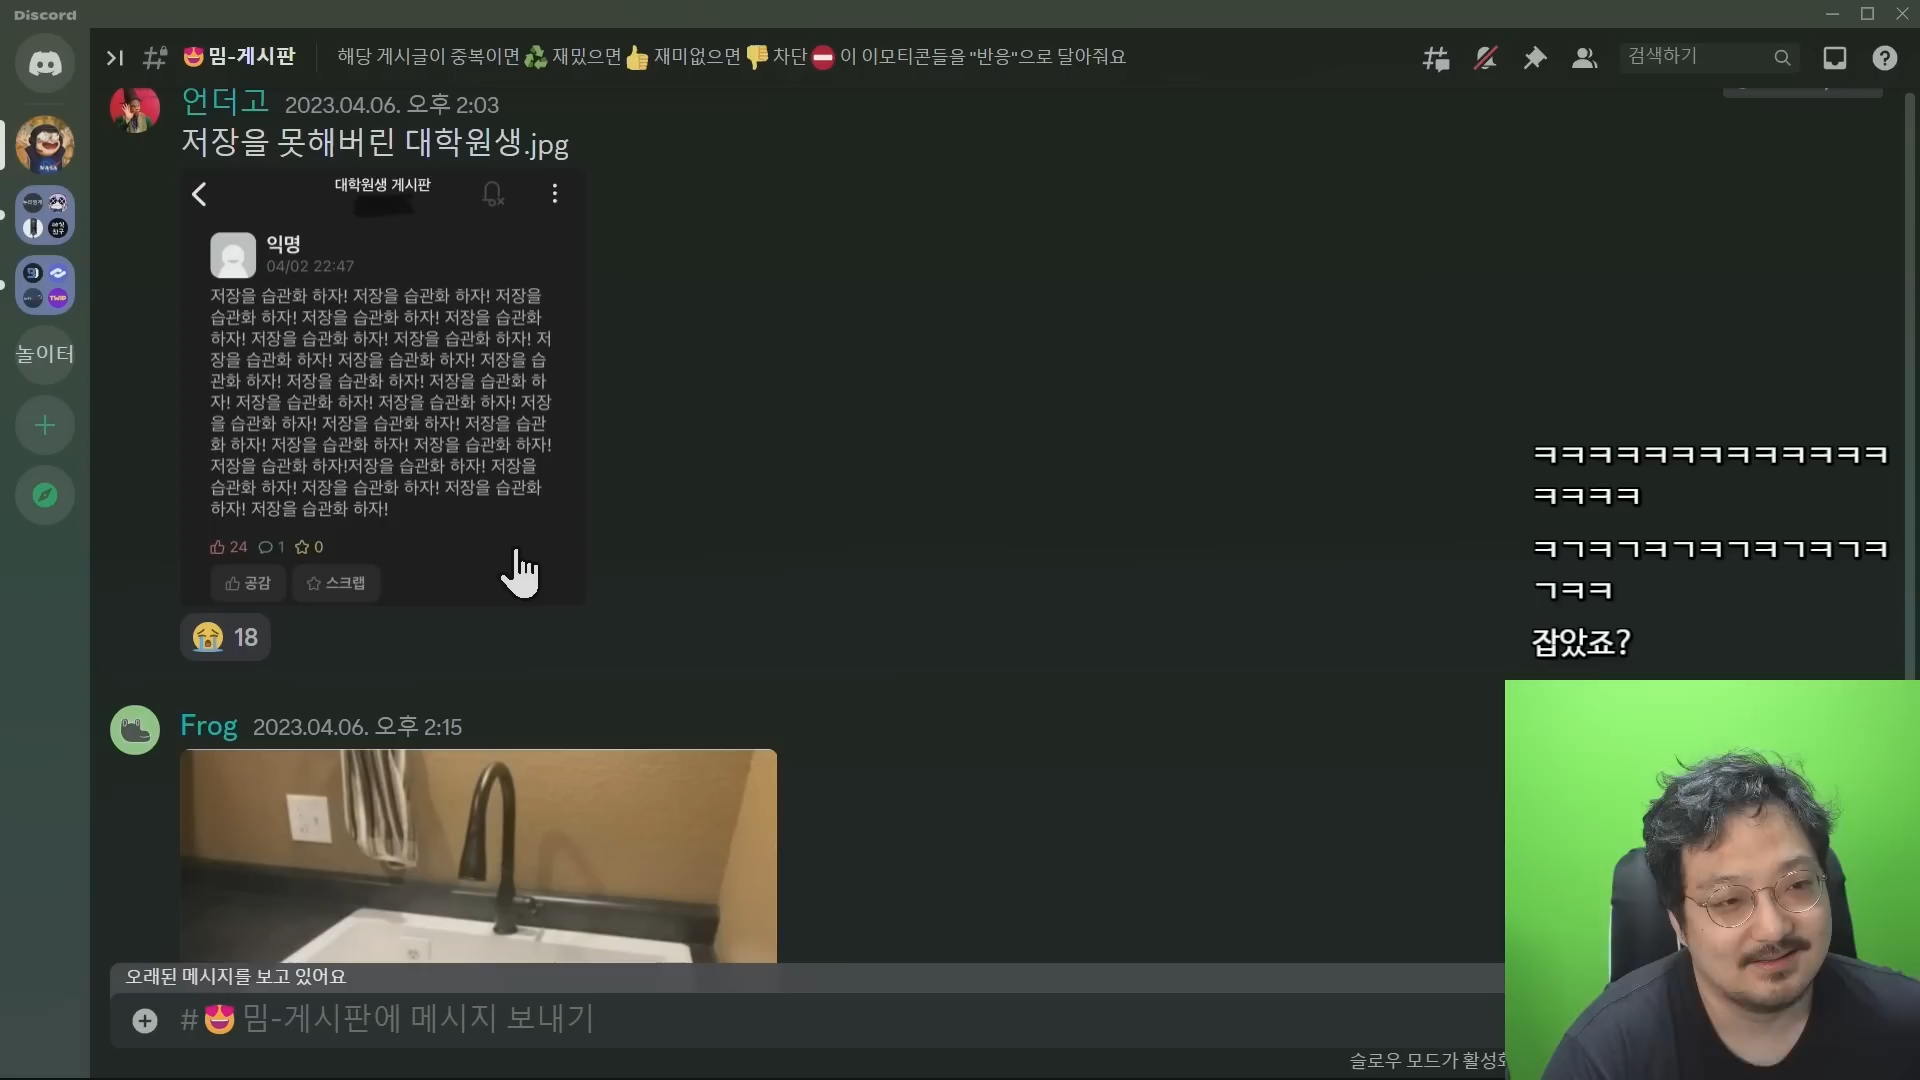 Discord
밈-게시판
해당 게시글이 중복이면 재밌으면 재미없으면 차단 이 이모티콘들을 "반응"으로 달아줘요
검색하기
놀이터
언더고 2023.04.06. 오후 2:03
저장을 못해버린 대학원생.jpg
대학원생 게시판
익명
04/02 22:47
저장을 습관화 하자! 저장을 습관화 하자! 저장을
습관화 하자! 저장을 습관화 하자! 저장을 습관화
하자! 저장을 습관화 하자! 저장을 습관화 하자! 저
장을 습관화 하자! 저장을 습관화 하자! 저장을 습
관화 하자! 저장을 습관화 하자! 저장을 습관화 하
자! 저장을 습관화 하자! 저장을 습관화 하자! 저장
을 습관화 하자! 저장을 습관화 하자! 저장을 습관
화 하자! 저장을 습관화 하자! 저장을 습관화 하자!
저장을 습관화 하자!저장을 습관화 하자! 저장을
습관화 하자! 저장을 습관화 하자! 저장을 습관화
하자! 저장을 습관화 하자!
24 1 0
공감 스크랩
18
ㅋㅋㅋㅋㅋㅋㅋㅋㅋㅋㅋㅋㅋ
ㅋㅋㅋㅋ
ㅋㄱㅋㄱㅋㄱㅋㄱㅋㄱㅋㄱㅋ
ㄱㅋㅋ
잡았죠?
Frog 2023.04.06. 오후 2:15
오래된 메시지를 보고 있어요
#밈-게시판에 메시지 보내기
슬로우 모드가